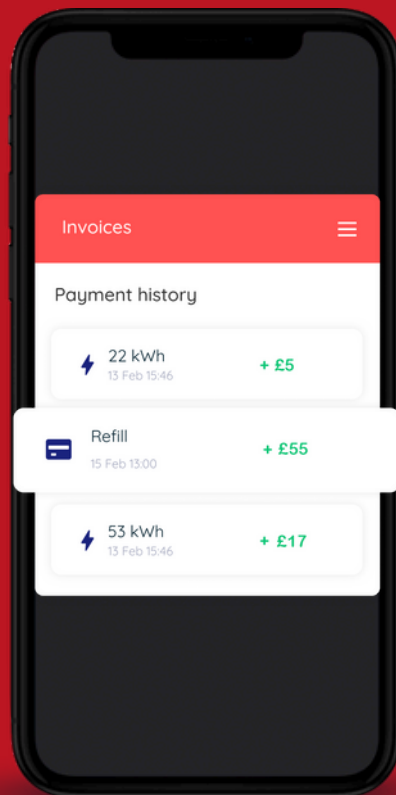 Invoices
Payment history
22 kWh
13 Feb 15:46
+ £5
Refill
15 Feb 13:00
+ £55
53 kWh
13 Feb 15:46
+ £17